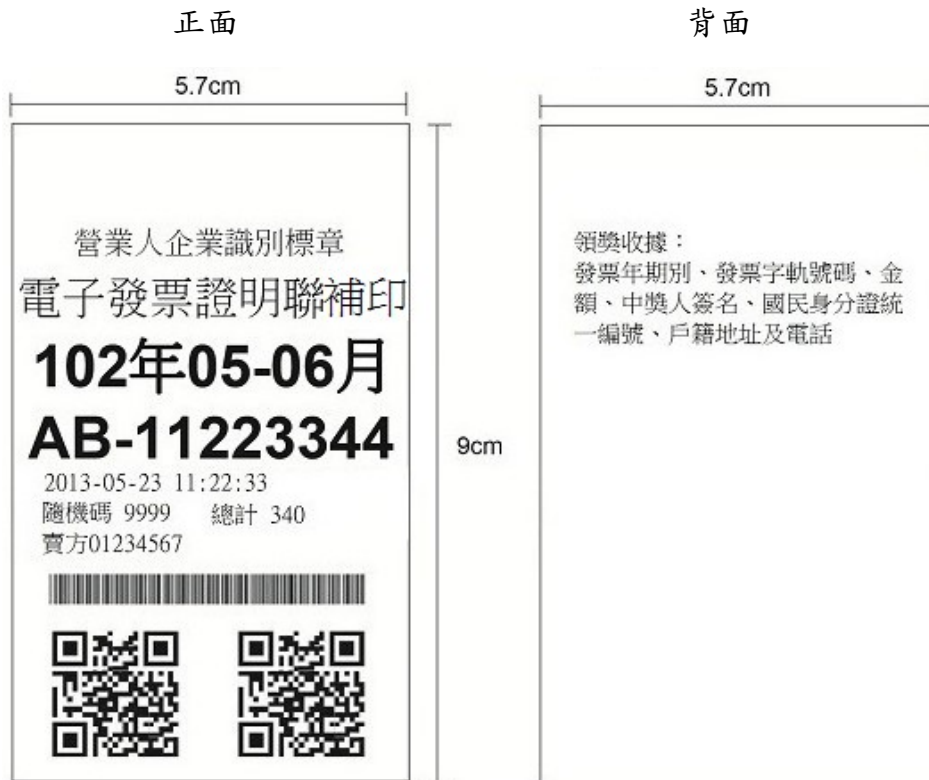 正面
5.7cm
營業人企業識別標章
電子發票證明聯補印
102年05-06月
AB-11223344
2013-05-23 11:22:33
隨機碼 9999 總計 340
賣方01234567
9cm
背面
5.7cm
領獎收據：
發票年期別、發票字軌號碼、金
額、中獎人簽名、國民身分證統
一編號、戶籍地址及電話